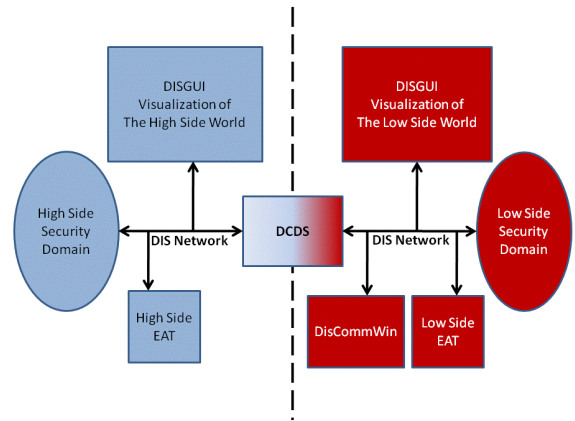 DISGUI
Visualization of
The High Side World
DISGUI
Visualization of
The Low Side World
High Side
Security
Domain
DIS Network
DCDS
DIS Network
Low Side
Security
Domain
High Side
EAT
DisCommWin
Low Side
EAT